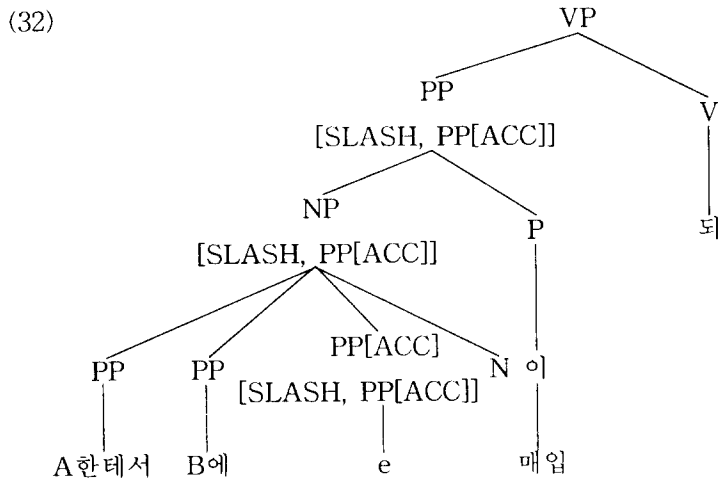 (32)
VP
PP V
[SLASH, PP[ACC]]
NP P 되
[SLASH, PP[ACC]]
PP PP PP[ACC] N 이
[SLASH, PP[ACC]]
A한테서 B에 e 매입